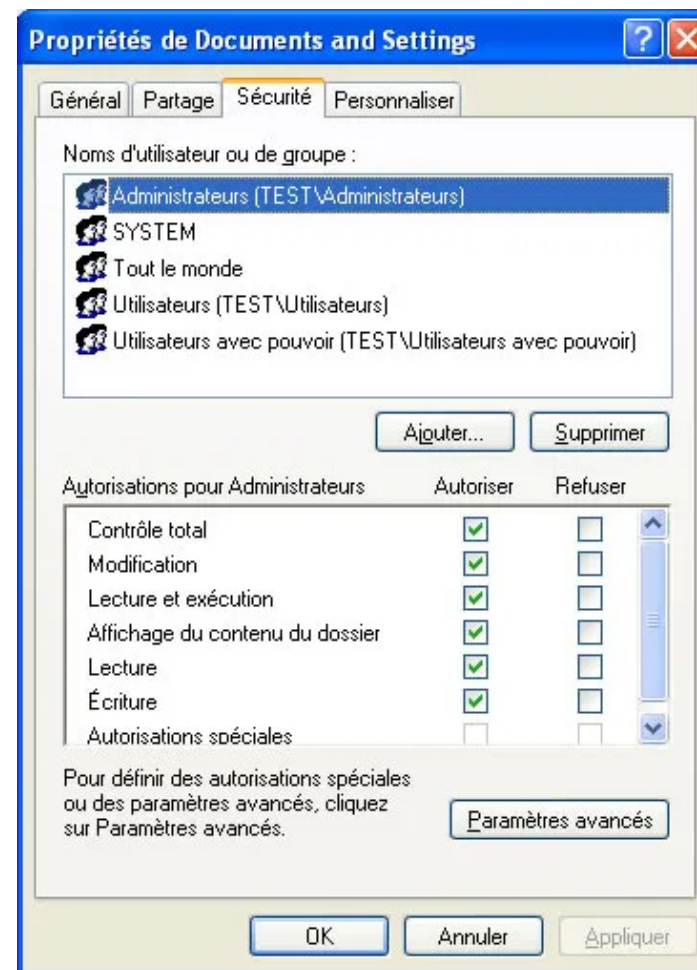 Propriétés de Documents and Settings
Général Partage Sécurité Personnaliser
Noms d'utilisateur ou de groupe :
Administrateurs (TEST\Administrateurs)
SYSTEM
Tout le monde
Utilisateurs (TEST\Utilisateurs)
Utilisateurs avec pouvoir (TEST\Utilisateurs avec pouvoir)
Ajouter... Supprimer
Autorisations pour Administrateurs Autoriser Refuser
Contrôle total
Modification
Lecture et exécution
Affichage du contenu du dossier
Lecture
Écriture
Autorisations spéciales
Pour définir des autorisations spéciales
ou des paramètres avancés, cliquez
sur Paramètres avancés.
Paramètres avancés
OK Annuler Appliquer